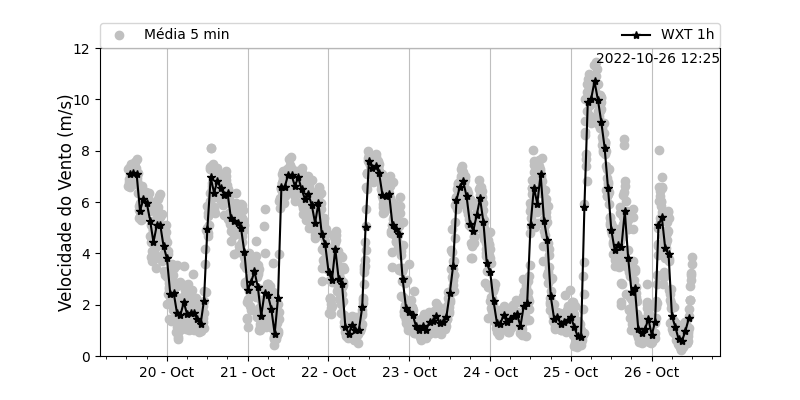 Média 5 min
WXT 1h
2022-10-26 12:25
Velocidade do Vento (m/s)
12
10
8
6
4
2
0
20 - Oct
21 - Oct
22 - Oct
23 - Oct
24 - Oct
25 - Oct
26 - Oct